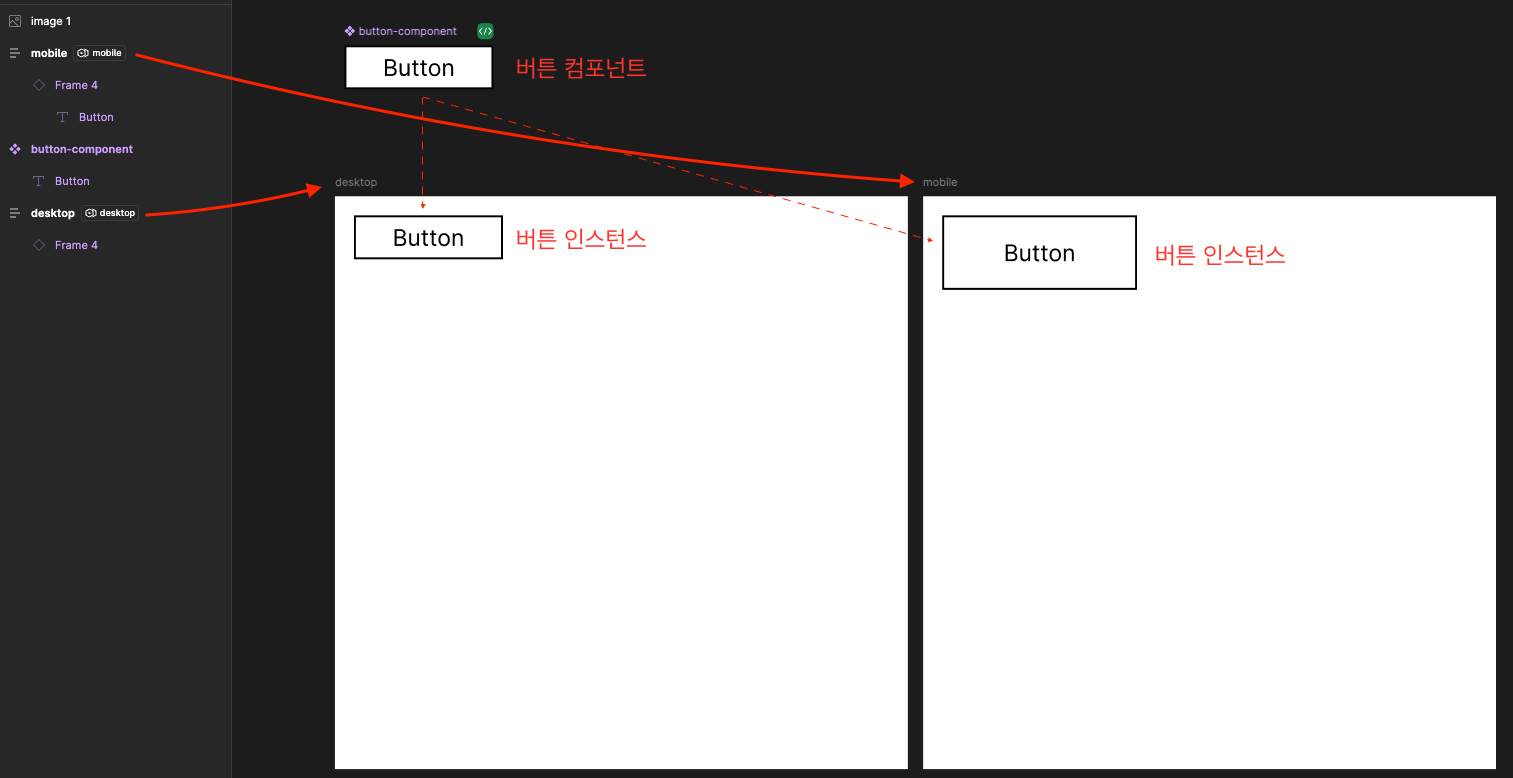 image 1
mobile mobile
Frame 4
Button
button-component
Button
desktop desktop
Frame 4
button-component </>
Button
버튼 컴포넌트
desktop
Button
버튼 인스턴스
mobile
Button
버튼 인스턴스